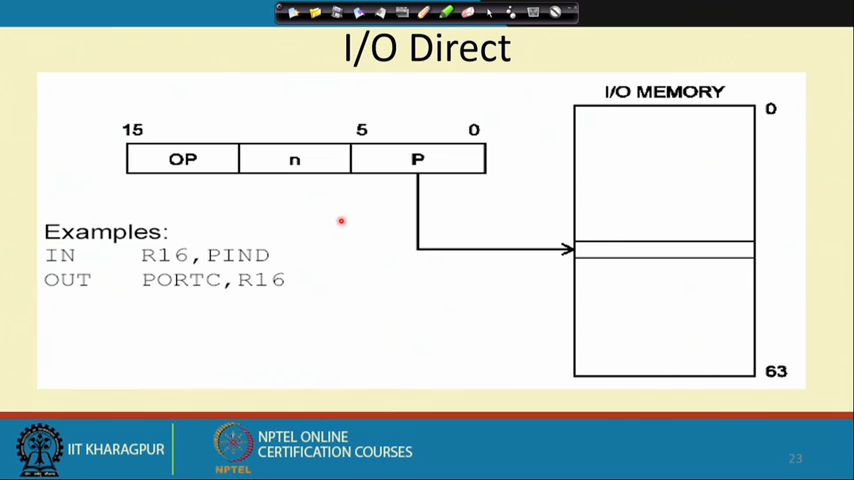 I/O Direct
I/O MEMORY
0
15 5 0
OP n P
Examples:
IN R16,PIND
OUT PORTC,R16
63
IIT KHARAGPUR
NPTEL
NPTEL ONLINE
CERTIFICATION COURSES
23